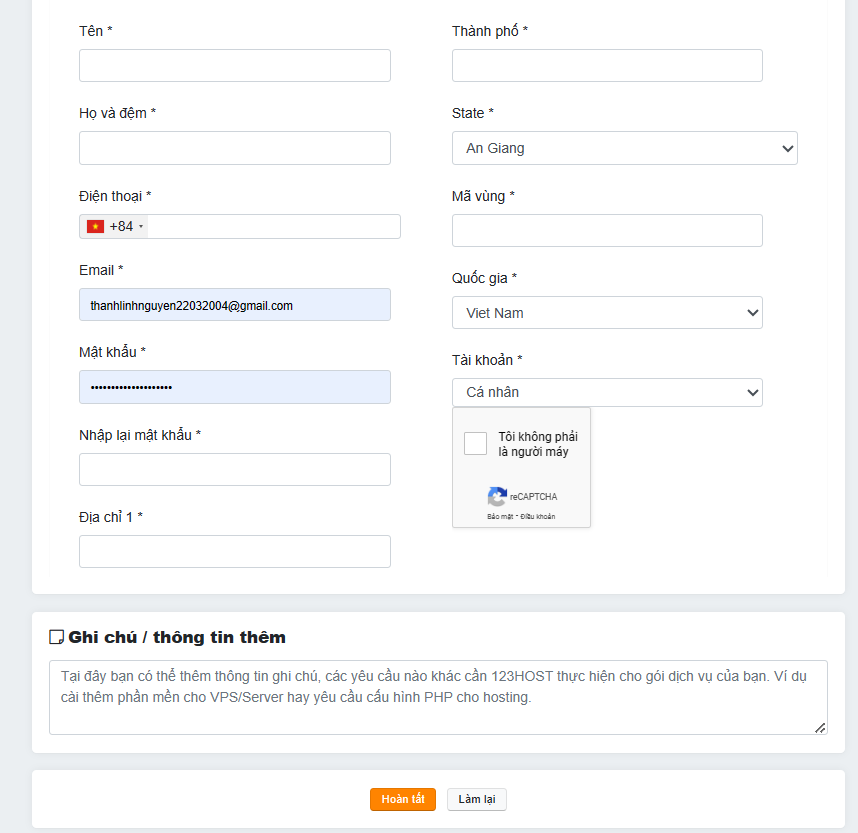 Tên *
Họ và đệm *
Điện thoại *
+84
Email *
thanhlinhnguyen22032004@gmail.com
Mật khẩu *
••••••••••••••••••••
Nhập lại mật khẩu *
Địa chỉ 1 *
Thành phố *
State *
An Giang
Mã vùng *
Quốc gia *
Viet Nam
Tài khoản *
Cá nhân
Tôi không phải
là người máy
reCAPTCHA
Bảo mật - Điều khoản
Ghi chú / thông tin thêm
Tại đây bạn có thể thêm thông tin ghi chú, các yêu cầu nào khác cần 123HOST thực hiện cho gói dịch vụ của bạn. Ví dụ
cài thêm phần mền cho VPS/Server hay yêu cầu cấu hình PHP cho hosting.
Hoàn tất
Làm lại